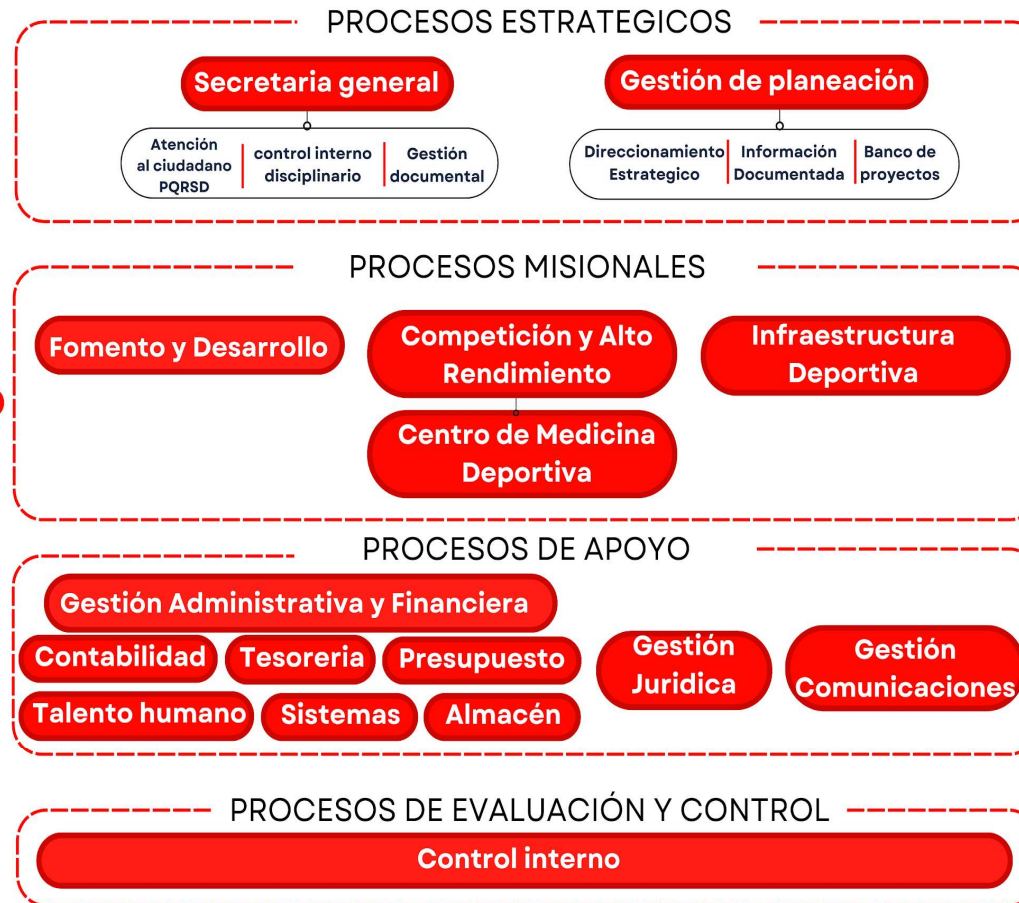 PROCESOS ESTRATEGICOS
Secretaria general
Atención
al ciudadano
PQRSD
control interno
disciplinario
Gestión
documental
Gestión de planeación
Direccionamiento
Estrategico
Información
Documentada
Banco de
proyectos
PROCESOS MISIONALES
Fomento y Desarrollo
Competición y Alto
Rendimiento
Centro de Medicina
Deportiva
Infraestructura
Deportiva
PROCESOS DE APOYO
Gestión Administrativa y Financiera
Contabilidad
Tesoreria
Presupuesto
Talento humano
Sistemas
Almacén
Gestión
Juridica
Gestión
Comunicaciones
PROCESOS DE EVALUACIÓN Y CONTROL
Control interno